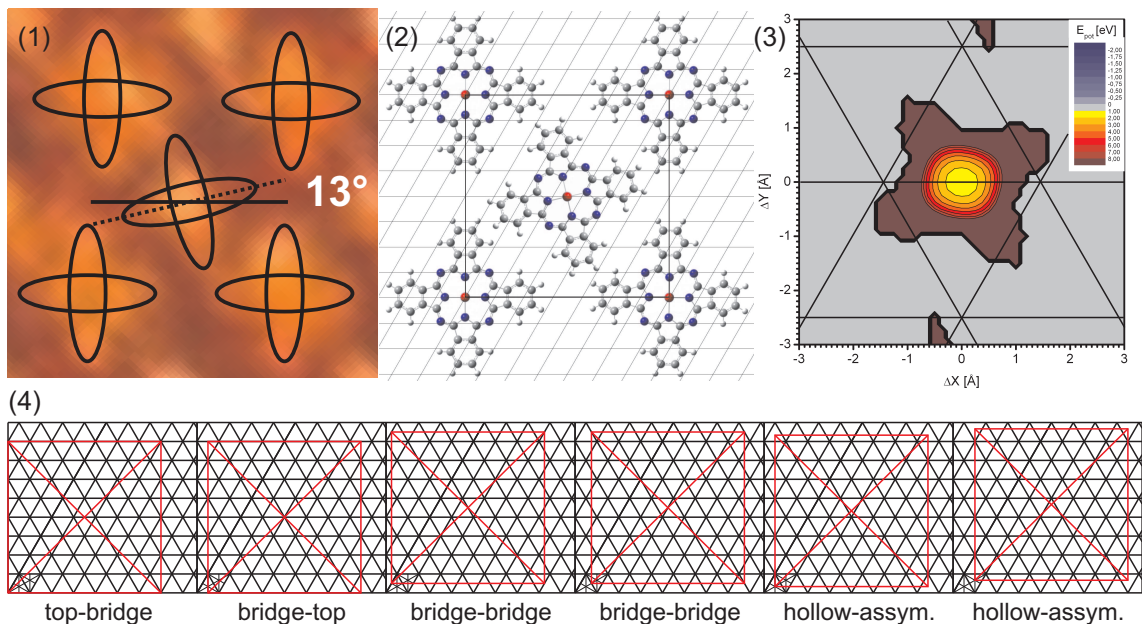 (1)
13°
(2)
(3)
E_pot [eV]
-2,00
-1,75
-1,50
-1,25
-1,00
-0,75
-0,50
-0,25
0
1,00
2,00
3,00
4,00
5,00
6,00
7,00
8,00
3
2
1
0
-1
-2
-3
ΔY [Å]
-3 -2 -1 0 1 2 3
ΔX [Å]
(4)
top-bridge
bridge-top
bridge-bridge
bridge-bridge
hollow-assym.
hollow-assym.